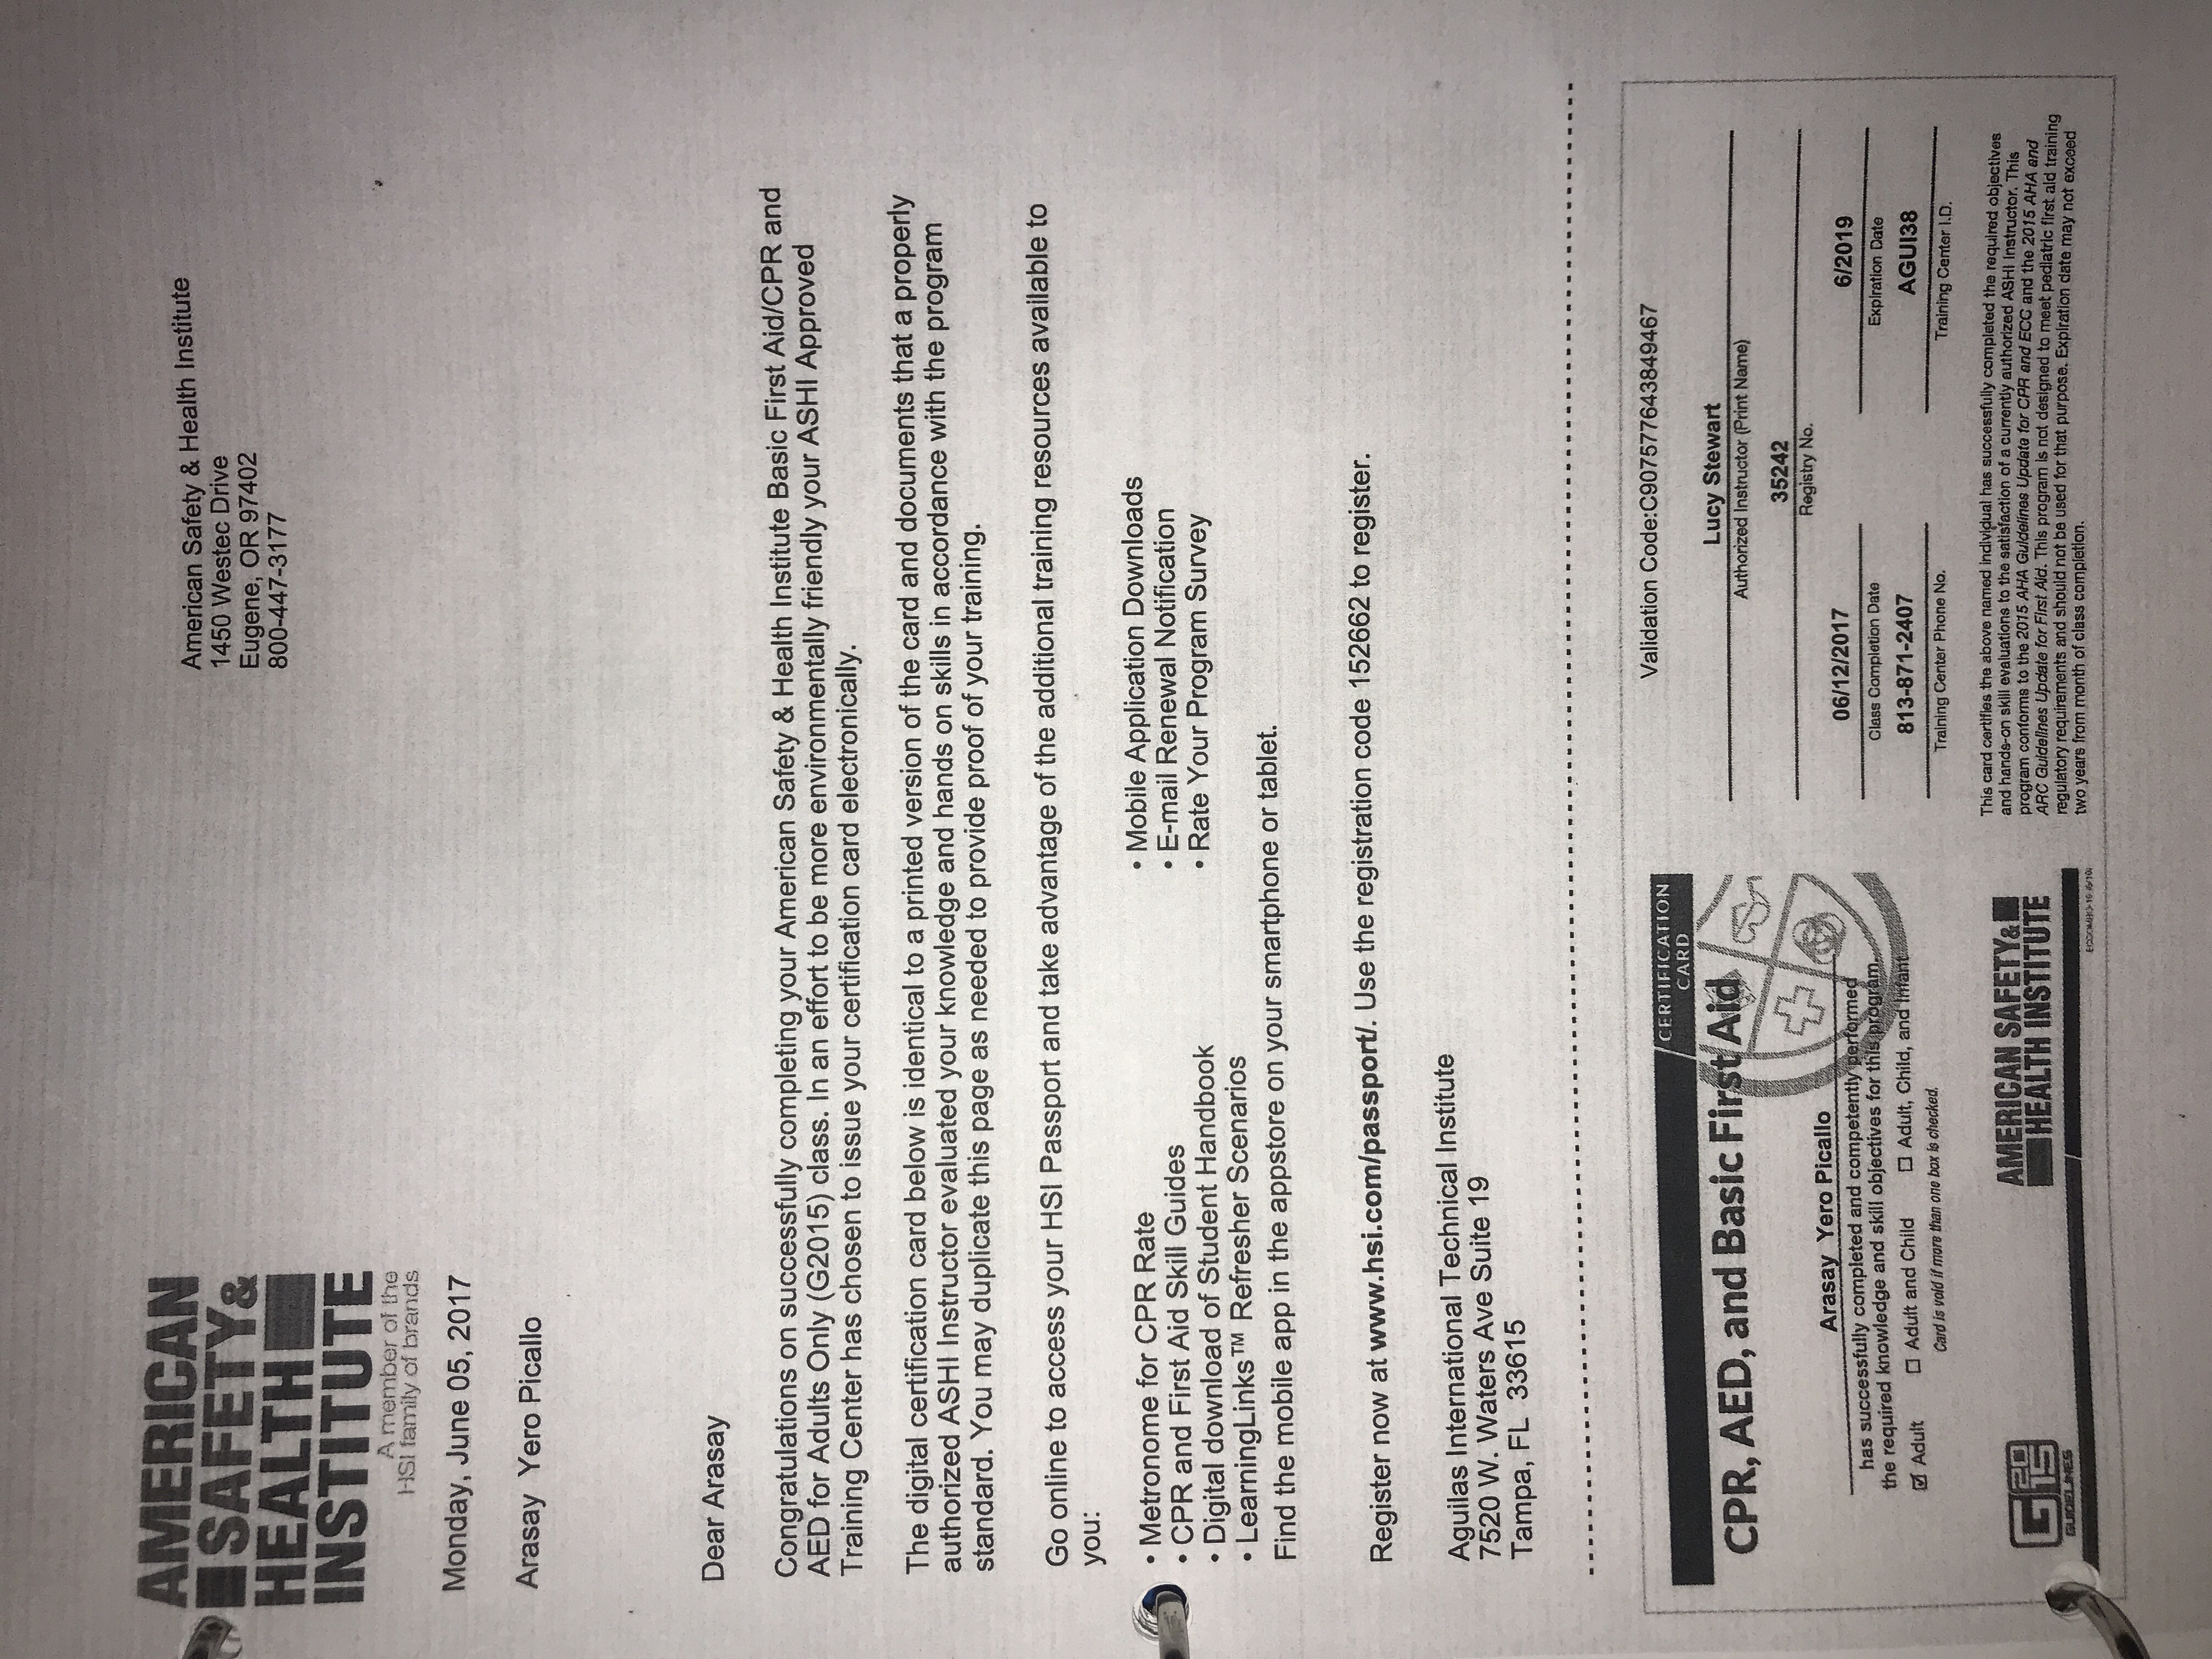 AMERICAN
SAFETY&
HEALTH
INSTITUTE
A member of the
HSI family of brands
American Safety & Health Institute
1450 Westec Drive
Eugene, OR 97402
800-447-3177
Monday, June 05, 2017
Arasay  Yero Picallo
Dear Arasay
Congratulations on successfully completing your American Safety & Health Institute Basic First Aid/CPR and
AED for Adults Only (G2015) class. In an effort to be more environmentally friendly your ASHI Approved
Training Center has chosen to issue your certification card electronically.
The digital certification card below is identical to a printed version of the card and documents that a properly
authorized ASHI Instructor evaluated your knowledge and hands on skills in accordance with the program
standard. You may duplicate this page as needed to provide proof of your training.
Go online to access your HSI Passport and take advantage of the additional training resources available to
you:
• Metronome for CPR Rate
• CPR and First Aid Skill Guides
• Digital download of Student Handbook
• LearningLinks™ Refresher Scenarios
• Mobile Application Downloads
• E-mail Renewal Notification
• Rate Your Program Survey
Find the mobile app in the appstore on your smartphone or tablet.
Register now at www.hsi.com/passport/. Use the registration code 152662 to register.
Aguilas International Technical Institute
7520 W. Waters Ave Suite 19
Tampa, FL  33615
CERTIFICATION
CARD
CPR, AED, and Basic First Aid
Arasay  Yero Picallo
has successfully completed and competently performed
the required knowledge and skill objectives for this program.
☑ Adult ☐ Adult and Child ☐ Adult, Child, and Infant
Card is void if more than one box is checked.
G 2015
GUIDELINES
AMERICAN SAFETY&
HEALTH INSTITUTE
Validation Code:C907577643849467
Lucy Stewart
Authorized Instructor (Print Name)
35242
Registry No.
06/12/2017 6/2019
Class Completion Date Expiration Date
813-871-2407 AGUI38
Training Center Phone No. Training Center I.D.
This card certifies the above named individual has successfully completed the required objectives
and hands-on skill evaluations to the satisfaction of a currently authorized ASHI Instructor. This
program conforms to the 2015 AHA Guidelines Update for CPR and ECC and the 2015 AHA and
ARC Guidelines Update for First Aid. This program is not designed to meet pediatric first aid training
regulatory requirements and should not be used for that purpose. Expiration date may not exceed
two years from month of class completion.